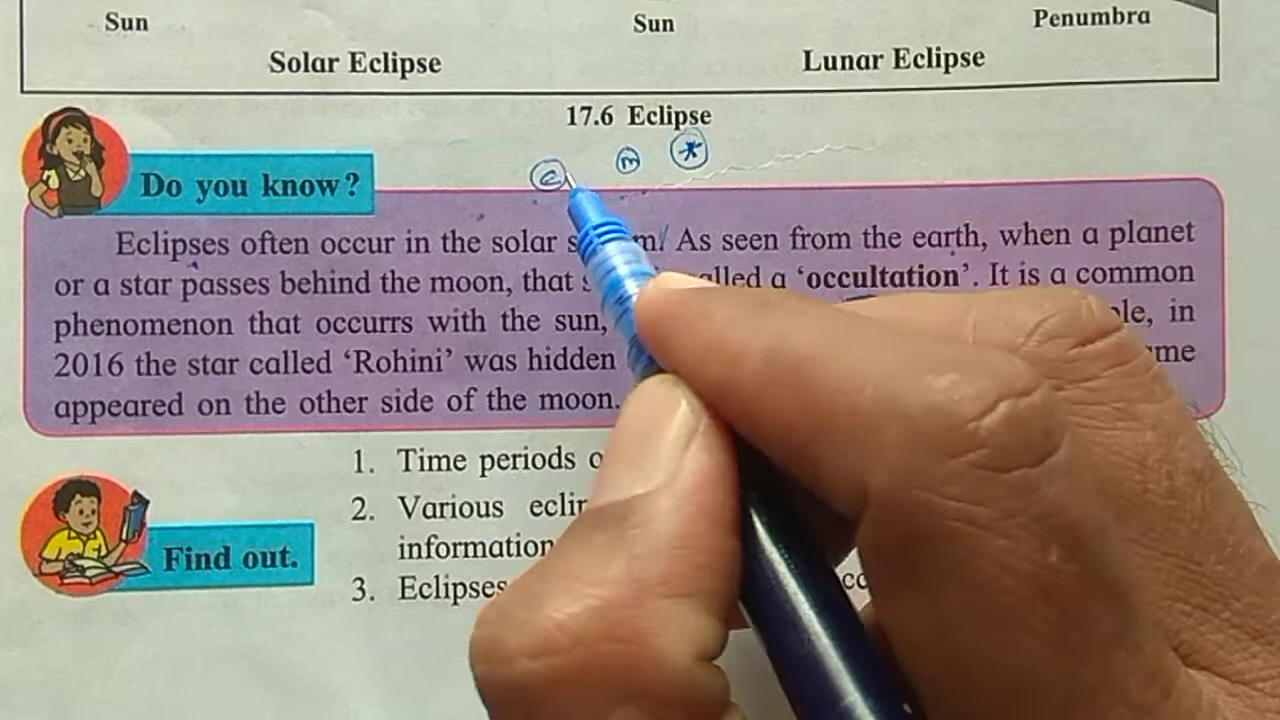 Sun Sun Penumbra
Solar Eclipse Lunar Eclipse
17.6 Eclipse
e m *
Do you know?
Eclipses often occur in the solar As seen from the earth, when a planet
or a star passes behind the moon, that called a ‘occultation’. It is a common
phenomenon that occurrs with the sun, in
2016 the star called ‘Rohini’ was hidden
appeared on the other side of the moon.
1. Time periods
2. Various
information
3. Eclipses
Find out.